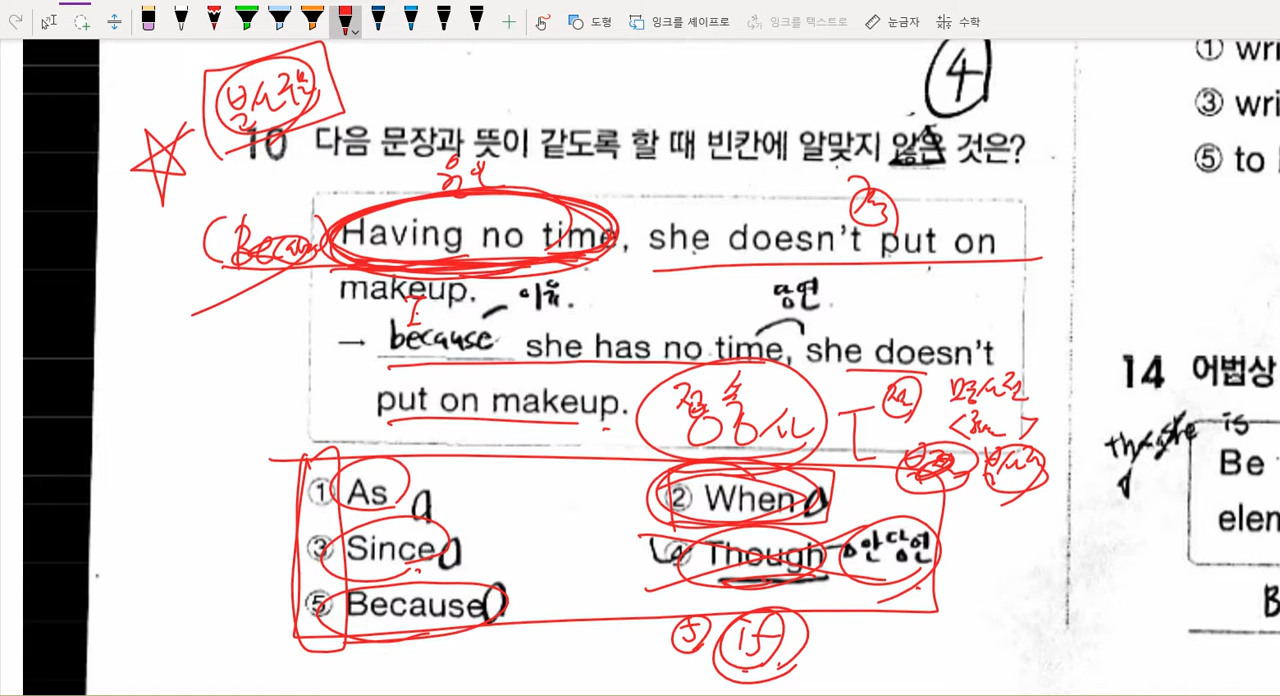 도형 잉크를 셰이프로 잉크를 텍스트로 눈금자 수학
4
분사구문
10 다음 문장과 뜻이 같도록 할 때 빈칸에 알맞지 않은 것은?
(Because) Having no time, she doesn't put on
makeup. 이유. 당연.
→ because she has no time, she doesn't
put on makeup.
접속사
① As
② When
③ Since
④ Though 안당연
⑤ Because
if
① wri
③ wri
⑤ to
14 어법상
is
Be
elen
B